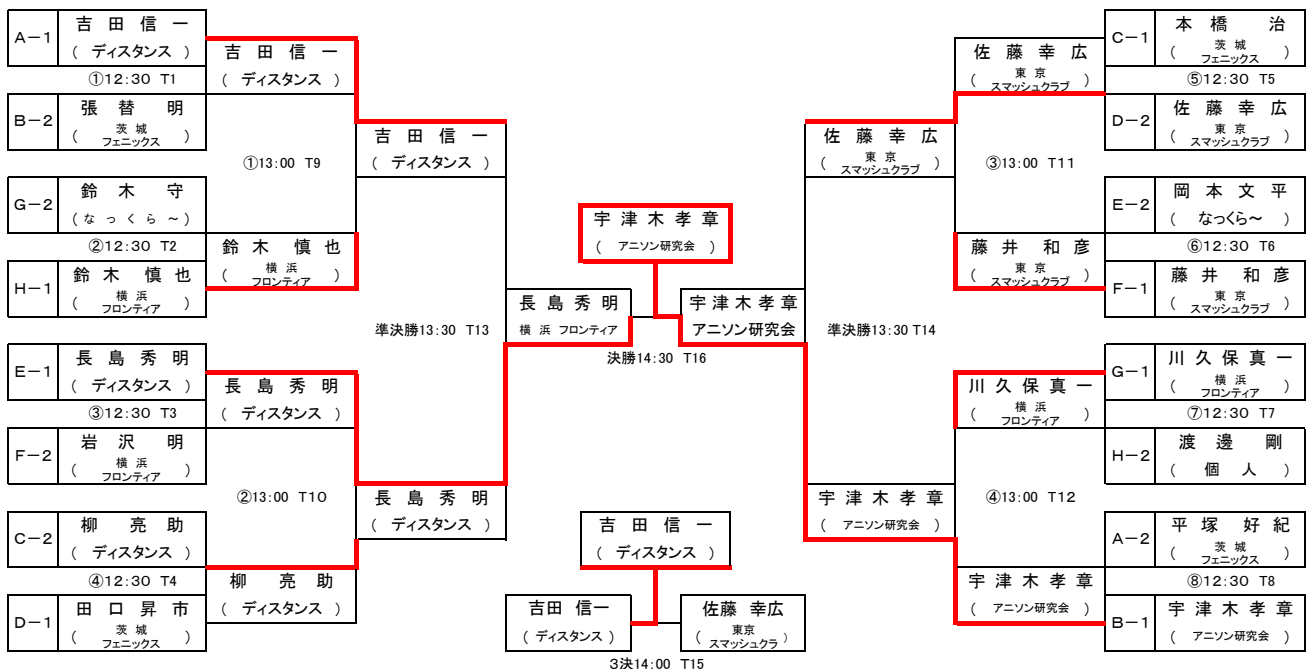 A-1
吉田信一
( ディスタンス )
①12:30 T1
B-2
張替明
( 茨城
フェニックス )
G-2
鈴木守
(なっくら～)
②12:30 T2
H-1
鈴木慎也
( 横浜
フロンティア )
E-1
長島秀明
( ディスタンス )
③12:30 T3
F-2
岩沢明
( 横浜
フロンティア )
C-2
柳亮助
( ディスタンス )
④12:30 T4
D-1
田口昇市
( 茨城
フェニックス )
吉田信一
( ディスタンス )
①13:00 T9
鈴木慎也
( 横浜
フロンティア )
長島秀明
( ディスタンス )
②13:00 T10
柳亮助
( ディスタンス )
吉田信一
( ディスタンス )
準決勝13:30 T13
長島秀明
( ディスタンス )
長島秀明
横浜 フロンティア
宇津木孝章
( アニソン研究会 )
決勝14:30 T16
宇津木孝章
アニソン研究会
吉田信一
( ディスタンス )
吉田 信一
( ディスタンス )
佐藤 幸広
( 東京
スマッシュクラ )
3決14:00 T15
佐藤幸広
( 東京
スマッシュクラブ )
準決勝13:30 T14
宇津木孝章
( アニソン研究会 )
佐藤幸広
( 東京
スマッシュクラブ )
③13:00 T11
藤井和彦
( 東京
スマッシュクラブ )
川久保真一
( 横浜
フロンティア )
④13:00 T12
宇津木孝章
( アニソン研究会 )
C-1
本橋治
( 茨城
フェニックス )
⑤12:30 T5
D-2
佐藤幸広
( 東京
スマッシュクラブ )
E-2
岡本文平
( なっくら～ )
⑥12:30 T6
F-1
藤井和彦
( 東京
スマッシュクラブ )
G-1
川久保真一
( 横浜
フロンティア )
⑦12:30 T7
H-2
渡邊剛
( 個人 )
A-2
平塚好紀
( 茨城
フェニックス )
⑧12:30 T8
B-1
宇津木孝章
( アニソン研究会 )